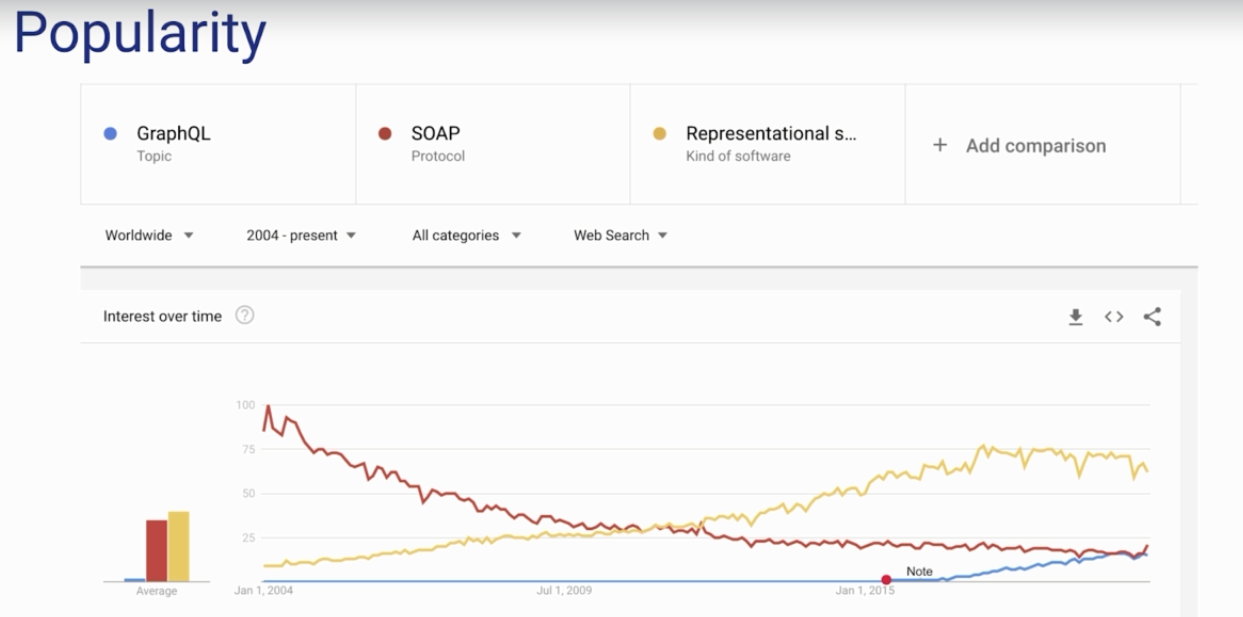 Popularity
GraphQL
Topic
SOAP
Protocol
Representational s...
Kind of software
+ Add comparison
Worldwide
2004 - present
All categories
Web Search
Interest over time ?
100
75
50
25
Note
Average
Jan 1, 2004
Jul 1, 2009
Jan 1, 2015